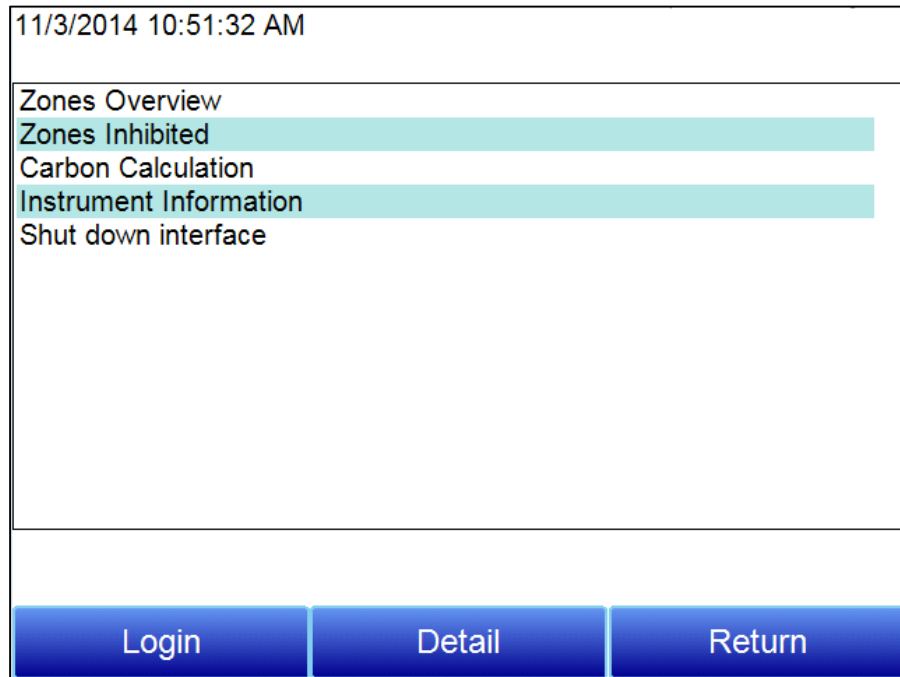 11/3/2014 10:51:32 AM
Zones Overview
Zones Inhibited
Carbon Calculation
Instrument Information
Shut down interface
Login Detail Return